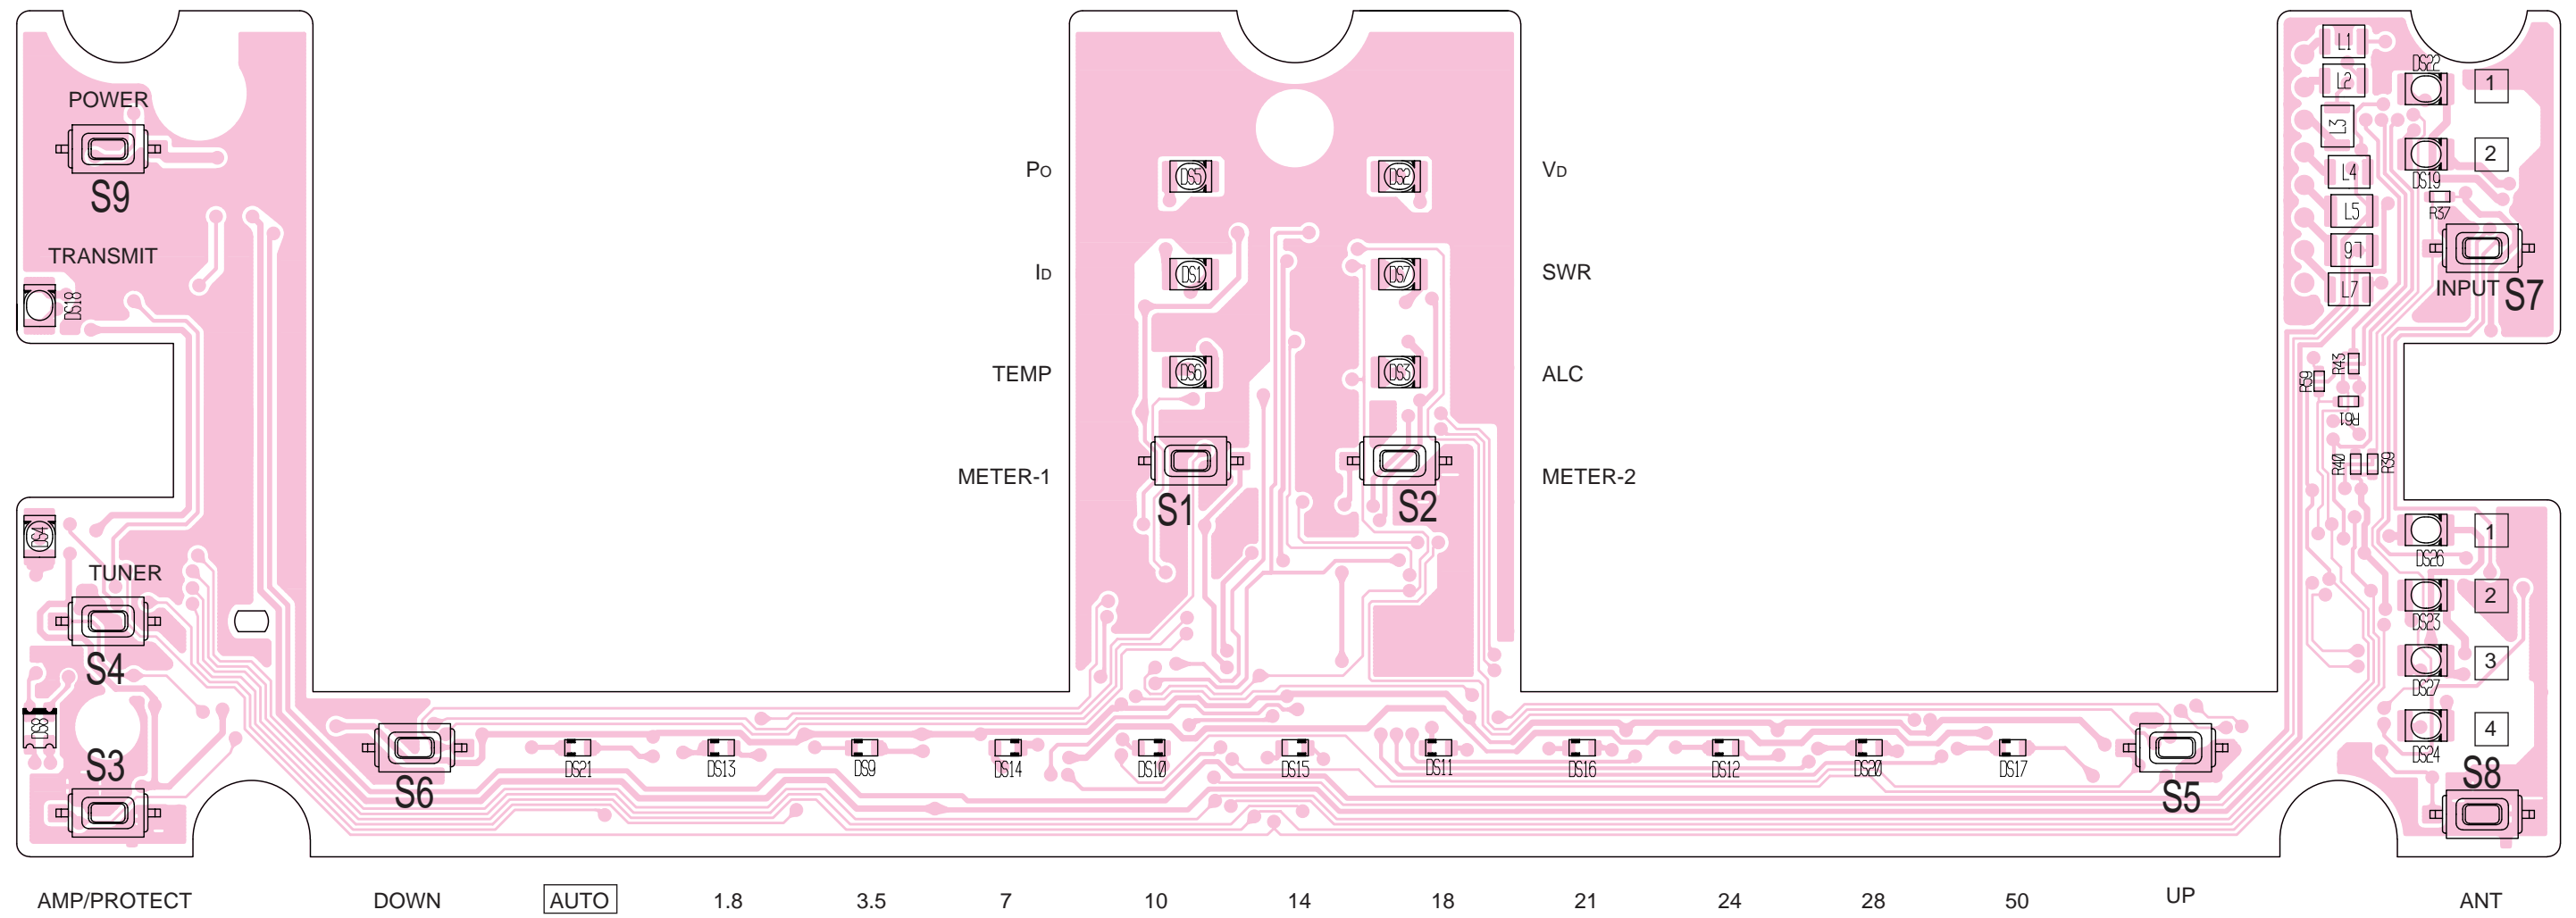 L1
DS22
L2
1
POWER
L3
2
PO DS5 DS2 VD
L4
DS19
S9
L5
R37
TRANSMIT
L6
ID DS1 DS7 SWR
L7
INPUT S7
DS18
TEMP DS6 DS3 ALC
R59
R43
R61
METER-1 METER-2
R40
R39
S1 S2
DS4
1
DS26
TUNER
2
DS23
S4
3
DS27
DS8
4
DS24
S3
DS21 DS13 DS9 DS14 DS10 DS15 DS11 DS16 DS12 DS20 DS17
S6
S5
S8
AMP/PROTECT DOWN AUTO 1.8 3.5 7 10 14 18 21 24 28 50 UP ANT